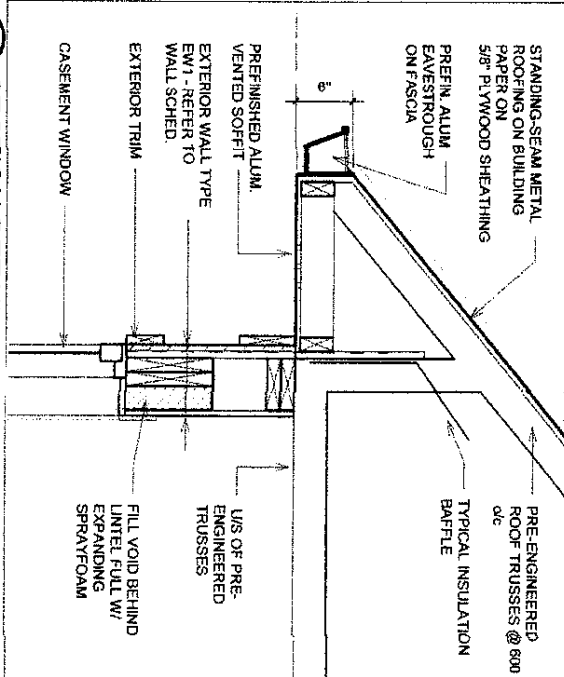 STANDING-SEAM METAL
ROOFING ON BUILDING
PAPER ON
5/8" PLYWOOD SHEATHING
PREFIN. ALUM
EAVESTROUGH
ON FASCIA
6"
PREFINISHED ALUM.
VENTED SOFFIT
EXTERIOR WALL TYPE
EW1 - REFER TO
WALL SCHED.
EXTERIOR TRIM
CASEMENT WINDOW
PRE-ENGINEERED
ROOF TRUSSES @ 600
o/c
TYPICAL INSULATION
BAFFLE
U/S OF PRE-
ENGINEERED
TRUSSES
FILL VOID BEHIND
LINTEL FULL W/
EXPANDING
SPRAYFOAM